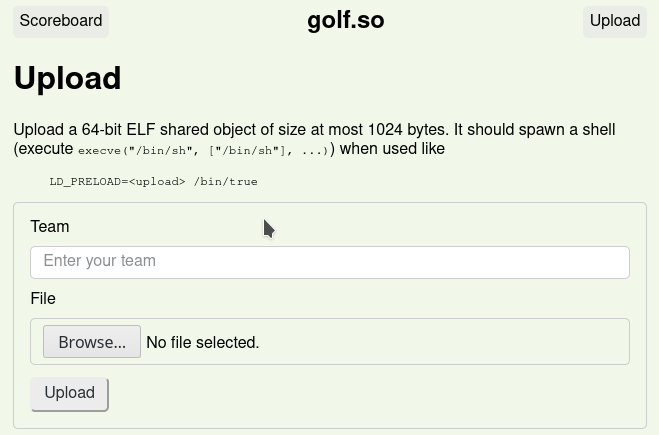 Scoreboard golf.so Upload
Upload
Upload a 64-bit ELF shared object of size at most 1024 bytes. It should spawn a shell
(execute execve("/bin/sh", ["/bin/sh"], ...)) when used like
LD_PRELOAD=<upload> /bin/true
Team
Enter your team
File
Browse... No file selected.
Upload